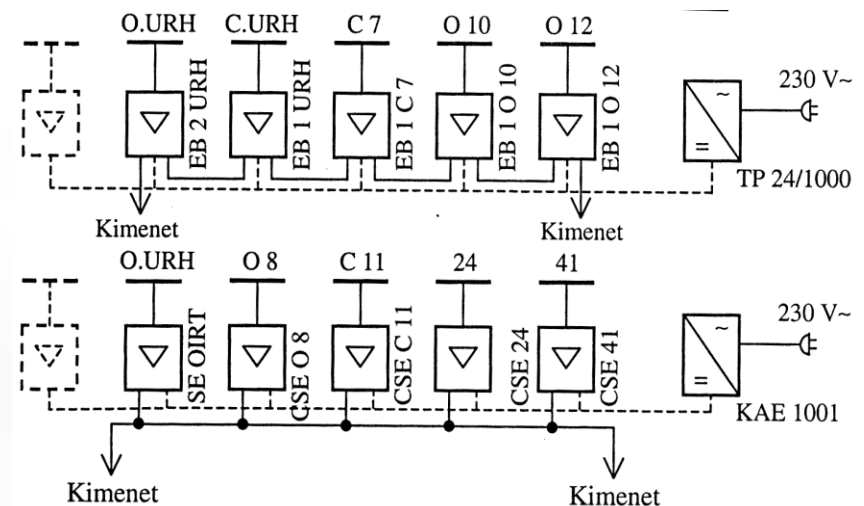 O.URH C.URH C 7 O 10 O 12
EB 2 URH
EB 1 URH
EB 1 C 7
EB 1 O 10
EB 1 O 12
230 V~
~
=
TP 24/1000
Kimenet Kimenet
O.URH O 8 C 11 24 41
SE OIRT
CSE O 8
CSE C 11
CSE 24
CSE 41
230 V~
~
=
KAE 1001
Kimenet Kimenet